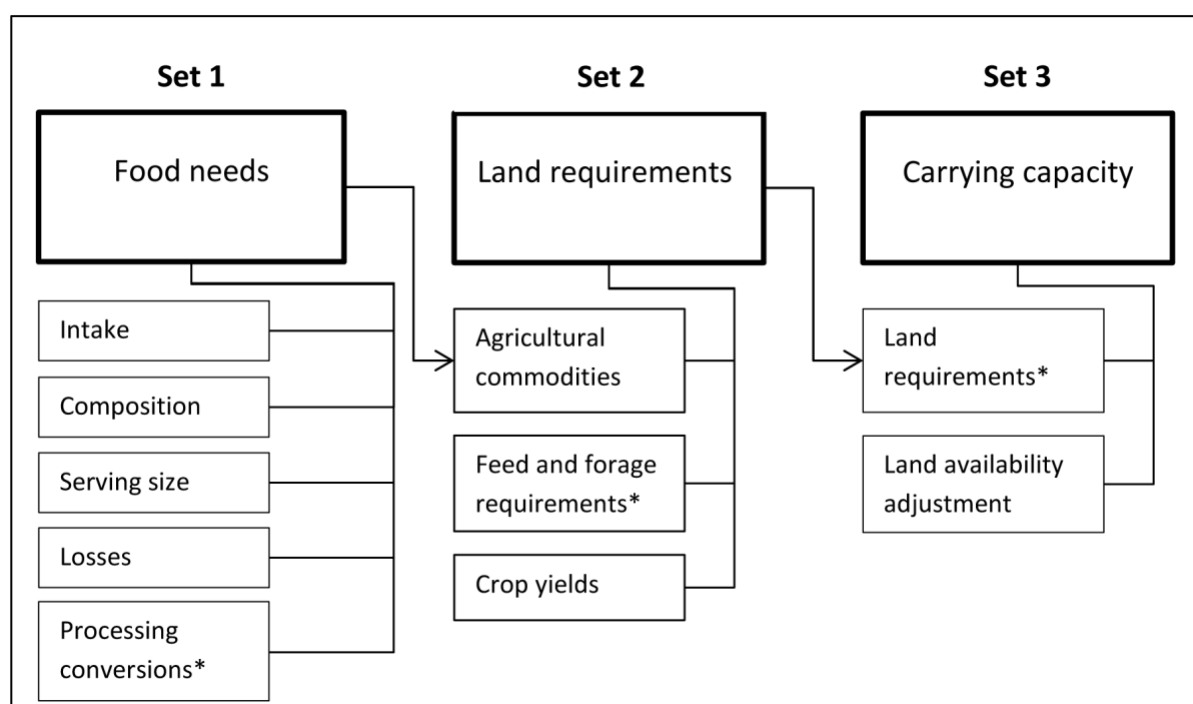 Set 1
Set 2
Set 3
Food needs
Land requirements
Carrying capacity
Intake
Composition
Serving size
Losses
Processing
conversions*
Agricultural
commodities
Feed and forage
requirements*
Crop yields
Land
requirements*
Land availability
adjustment